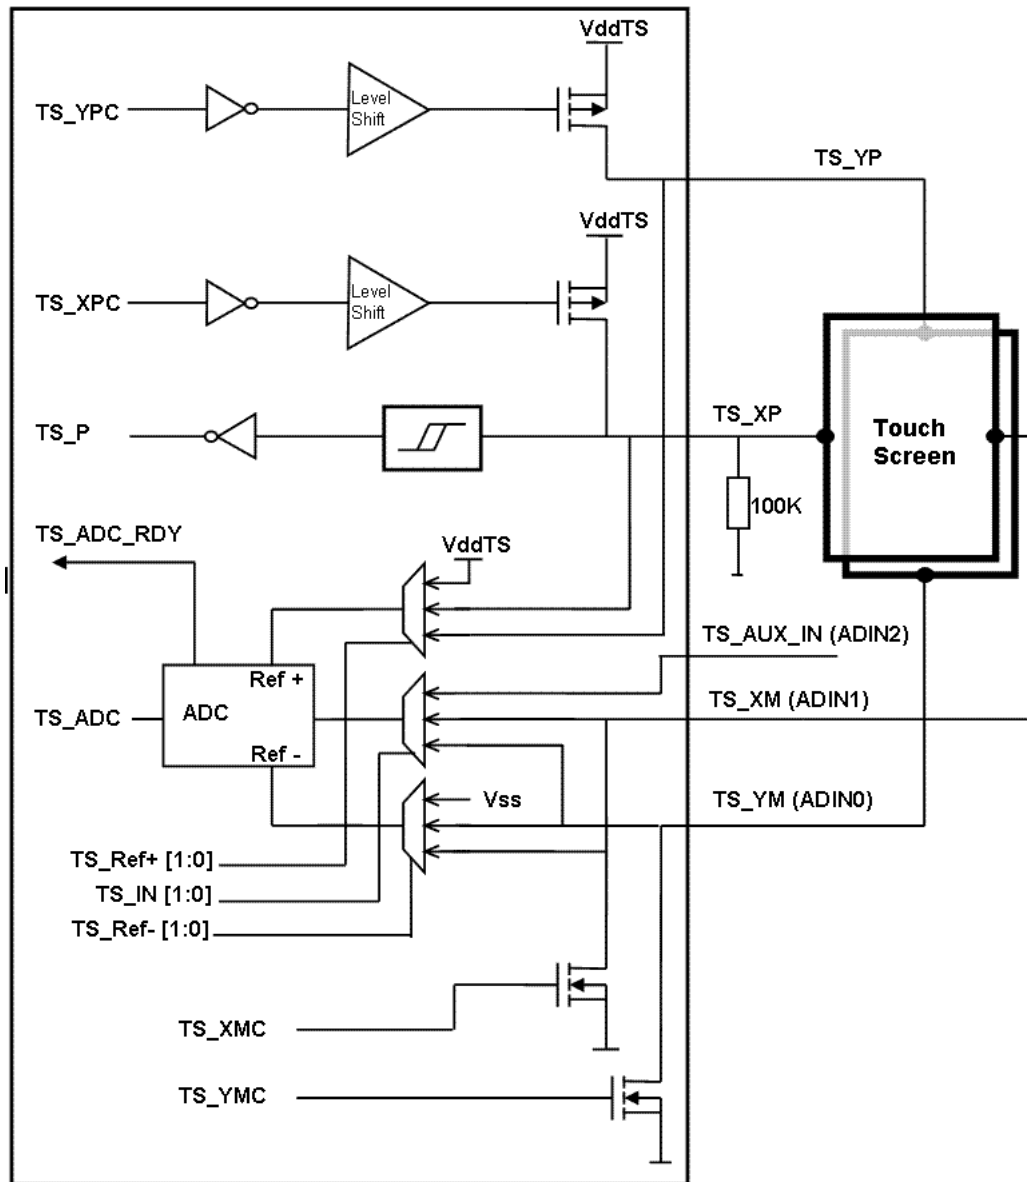 VddTS
TS_YPC
Level
Shift
TS_YP
VddTS
TS_XPC
Level
Shift
TS_P
TS_XP
Touch
Screen
100K
TS_ADC_RDY
VddTS
TS_AUX_IN (ADIN2)
Ref +
TS_XM (ADIN1)
TS_ADC
ADC
Ref -
Vss
TS_YM (ADIN0)
TS_Ref+ [1:0]
TS_IN [1:0]
TS_Ref- [1:0]
TS_XMC
TS_YMC